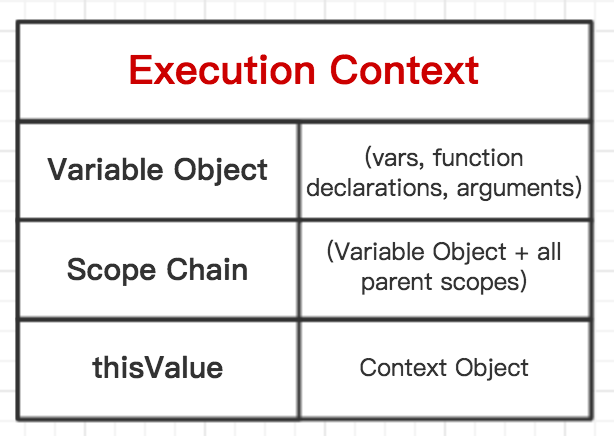 Execution Context
Variable Object
(vars, function
declarations, arguments)
Scope Chain
(Variable Object + all
parent scopes)
thisValue
Context Object